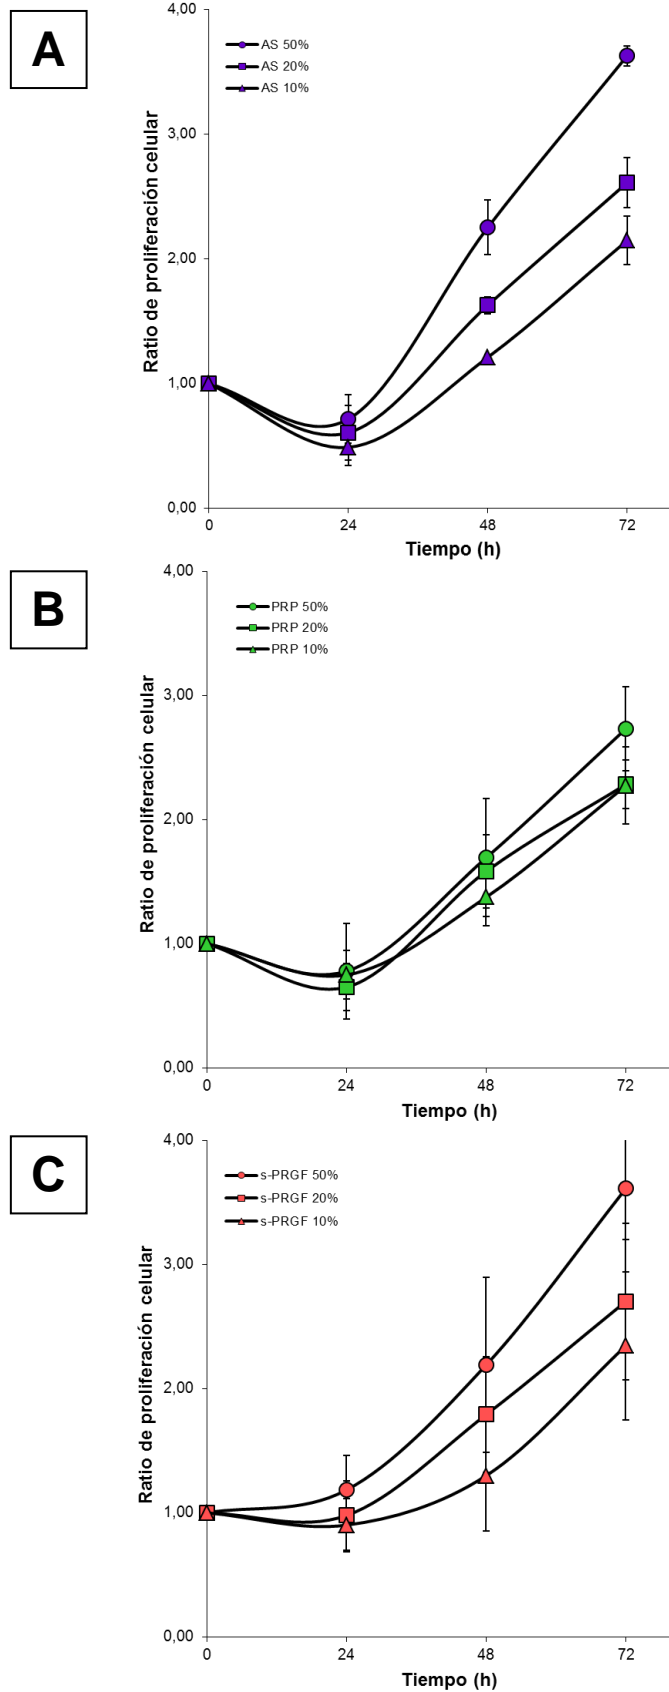 A
4,00
AS 50%
AS 20%
AS 10%
3,00
2,00
1,00
0,00
Ratio de proliferación celular
0 24 48 72
Tiempo (h)
B
4,00
PRP 50%
PRP 20%
PRP 10%
3,00
2,00
1,00
0,00
Ratio de proliferación celular
0 24 48 72
Tiempo (h)
C
4,00
s-PRGF 50%
s-PRGF 20%
s-PRGF 10%
3,00
2,00
1,00
0,00
Ratio de proliferación celular
0 24 48 72
Tiempo (h)